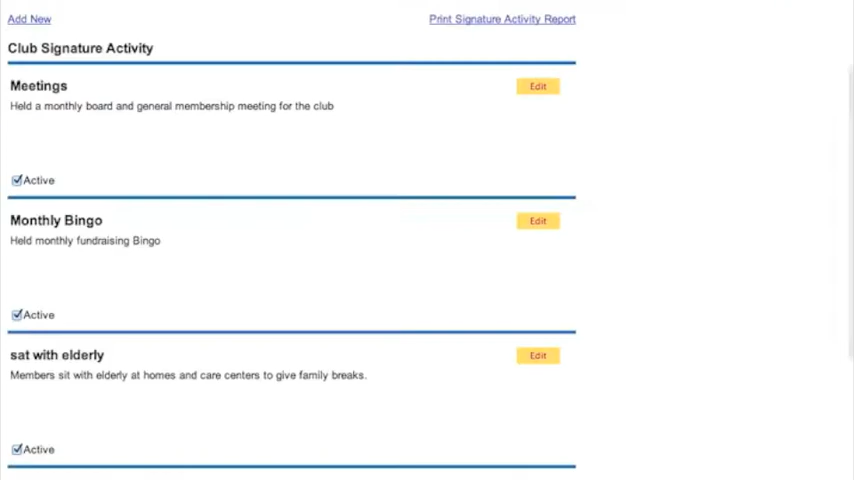 Add New
Print Signature Activity Report
Club Signature Activity
Meetings
Edit
Held a monthly board and general membership meeting for the club
Active
Monthly Bingo
Edit
Held monthly fundraising Bingo
Active
sat with elderly
Edit
Members sit with elderly at homes and care centers to give family breaks.
Active